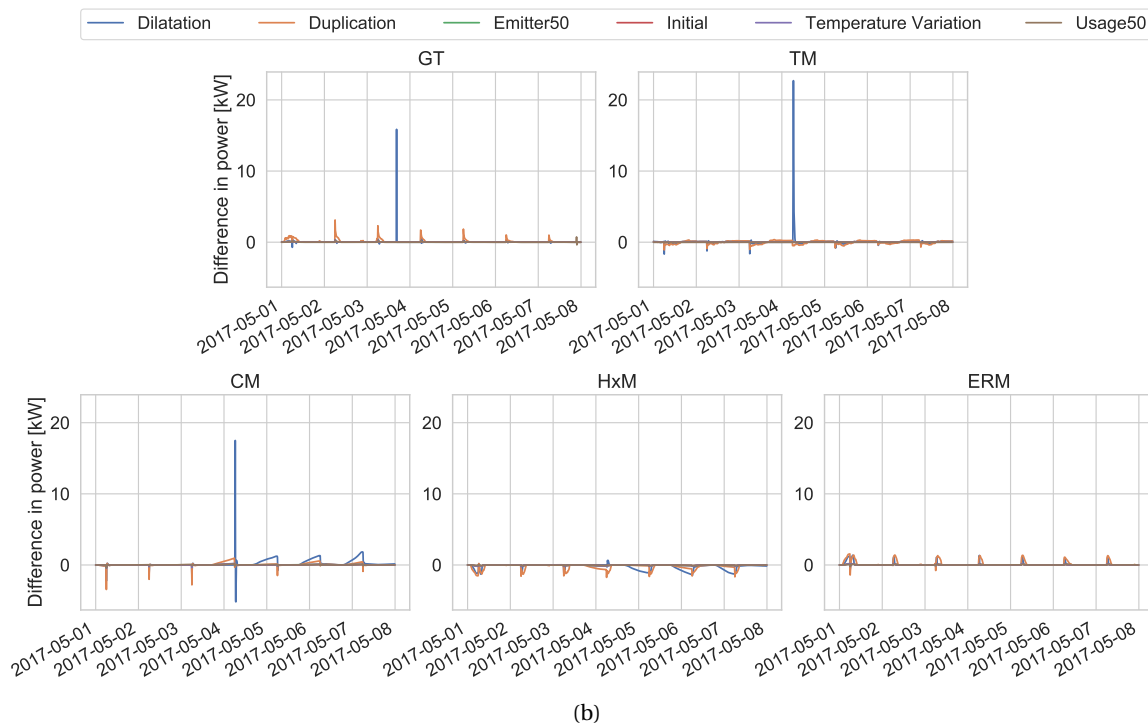 Dilatation Duplication Emitter50 Initial Temperature Variation Usage50
GT TM
Difference in power [kW]
20 20
10 10
0 0
2017-05-01 2017-05-02 2017-05-03 2017-05-04 2017-05-05 2017-05-06 2017-05-07 2017-05-08 2017-05-01 2017-05-02 2017-05-03 2017-05-04 2017-05-05 2017-05-06 2017-05-07 2017-05-08
CM HxM ERM
Difference in power [kW]
20 20 20
10 10 10
0 0 0
2017-05-01 2017-05-02 2017-05-03 2017-05-04 2017-05-05 2017-05-06 2017-05-07 2017-05-08 2017-05-01 2017-05-02 2017-05-03 2017-05-04 2017-05-05 2017-05-06 2017-05-07 2017-05-08 2017-05-01 2017-05-02 2017-05-03 2017-05-04 2017-05-05 2017-05-06 2017-05-07 2017-05-08
(b)